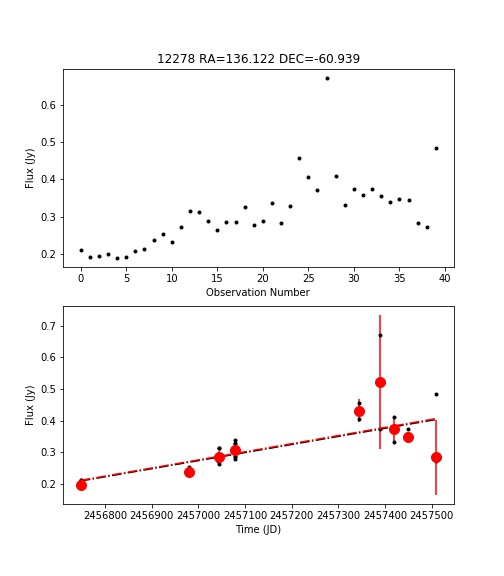 12278 RA=136.122 DEC=-60.939
0.6
0.5
0.4
0.3
0.2
Flux (Jy)
0 5 10 15 20 25 30 35 40
Observation Number
0.7
0.6
0.5
0.4
0.3
0.2
Flux (Jy)
2456800 2456900 2457000 2457100 2457200 2457300 2457400 2457500
Time (JD)